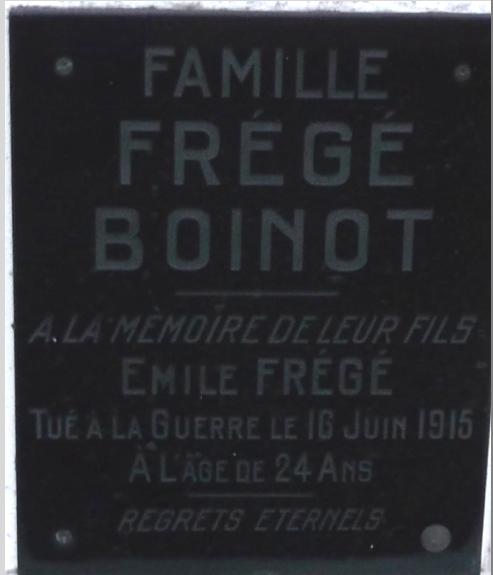 FAMILLE
FRÉGÉ
BOINOT
A LA MÉMOIRE DE LEUR FILS
EMILE FRÉGÉ
TUÉ À LA GUERRE LE 16 JUIN 1915
À L'ÂGE DE 24 ANS
REGRETS ETERNELS